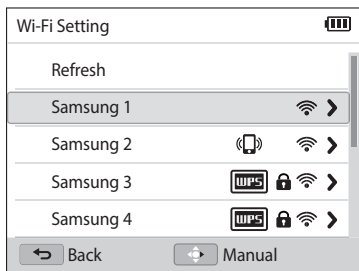 Wi-Fi Setting
Refresh
Samsung 1
Samsung 2
Samsung 3 WPS
Samsung 4 WPS
Back Manual